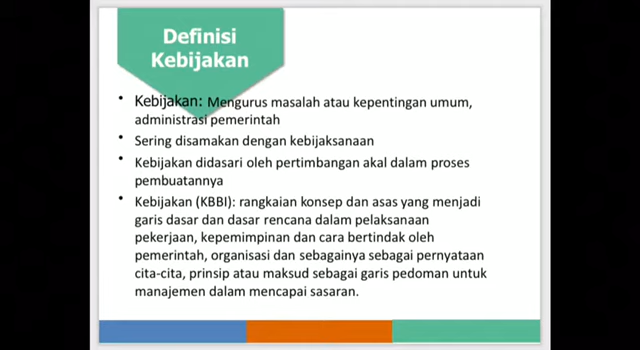 Definisi
Kebijakan
• Kebijakan: Mengurus masalah atau kepentingan umum,
administrasi pemerintah
• Sering disamakan dengan kebijaksanaan
• Kebijakan didasari oleh pertimbangan akal dalam proses
pembuatannya
• Kebijakan (KBBI): rangkaian konsep dan asas yang menjadi
garis dasar dan dasar rencana dalam pelaksanaan
pekerjaan, kepemimpinan dan cara bertindak oleh
pemerintah, organisasi dan sebagainya sebagai pernyataan
cita-cita, prinsip atau maksud sebagai garis pedoman untuk
manajemen dalam mencapai sasaran.